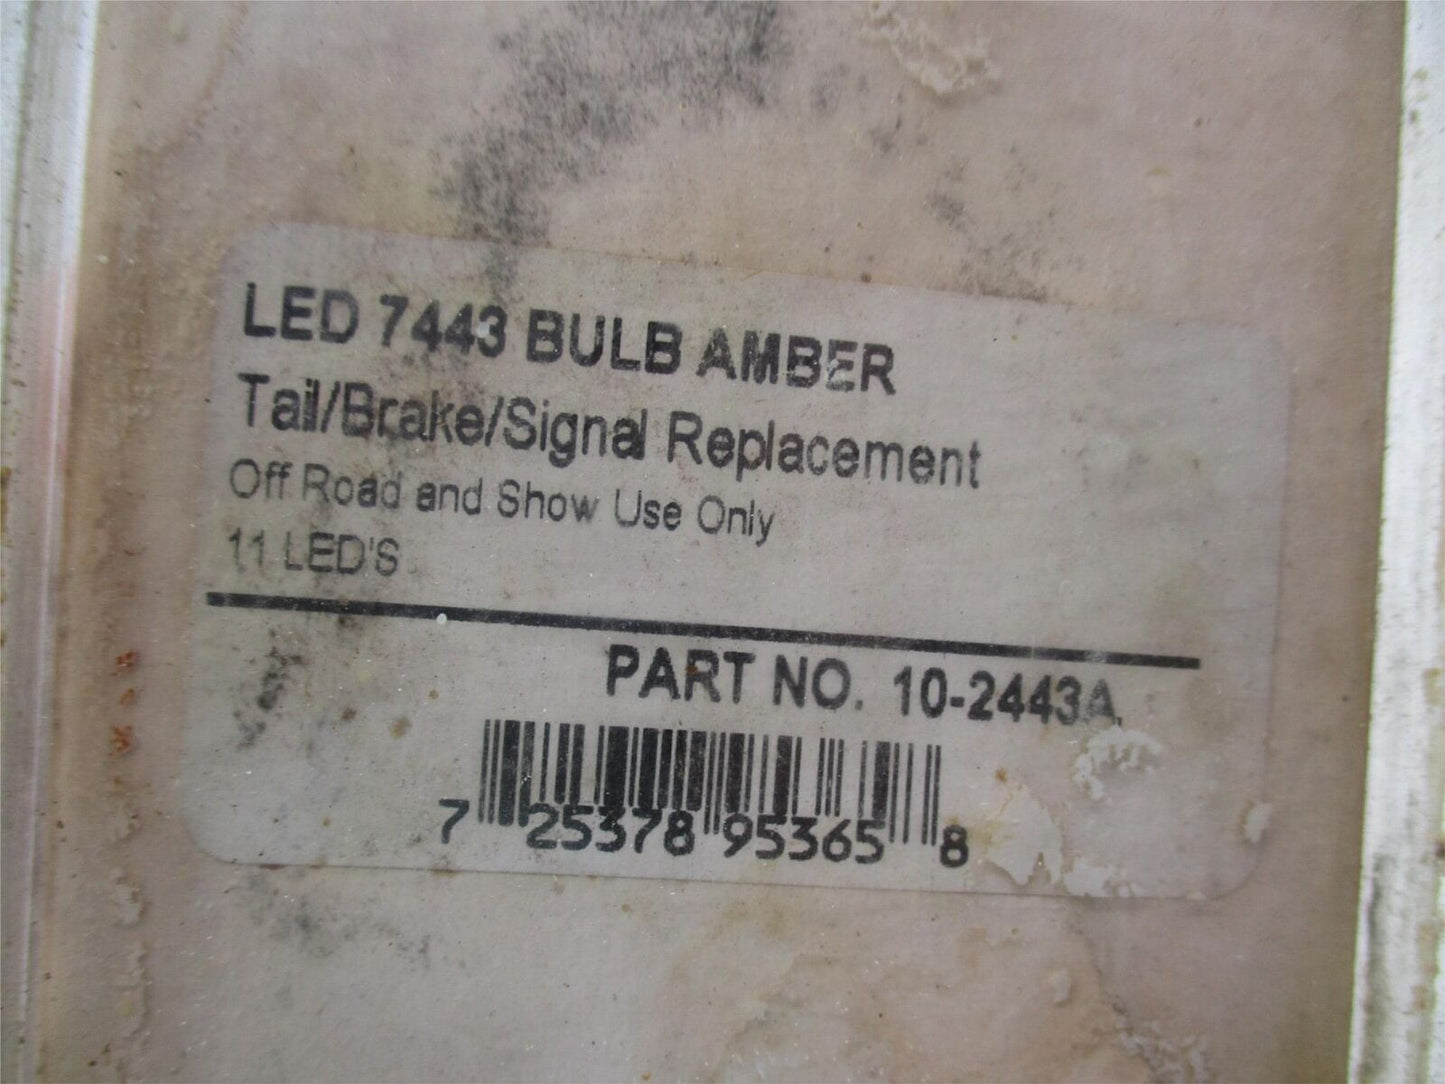 LED 7443 BULB AMBER
Tail/Brake/Signal Replacement
Off Road and Show Use Only
11 LED'S
PART NO. 10-2443A
7 25378 95365 8